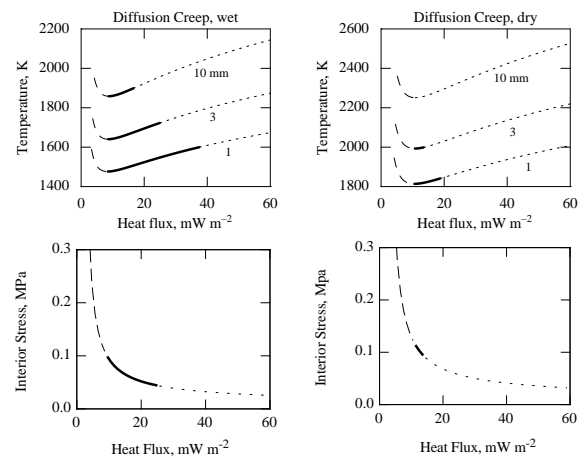 Diffusion Creep, wet
Temperature, K
2200
2000
1800
1600
1400
10 mm
3
1
0 20 40 60
Heat flux, mW m–2
Diffusion Creep, dry
Temperature, K
2600
2400
2200
2000
1800
10 mm
3
1
0 20 40 60
Heat flux, mW m–2
Interior Stress, MPa
0.3
0.2
0.1
0.0
0 20 40 60
Heat Flux, mW m-2
Interior Stress, Mpa
0.3
0.2
0.1
0.0
0 20 40 60
Heat Flux, mW m-2